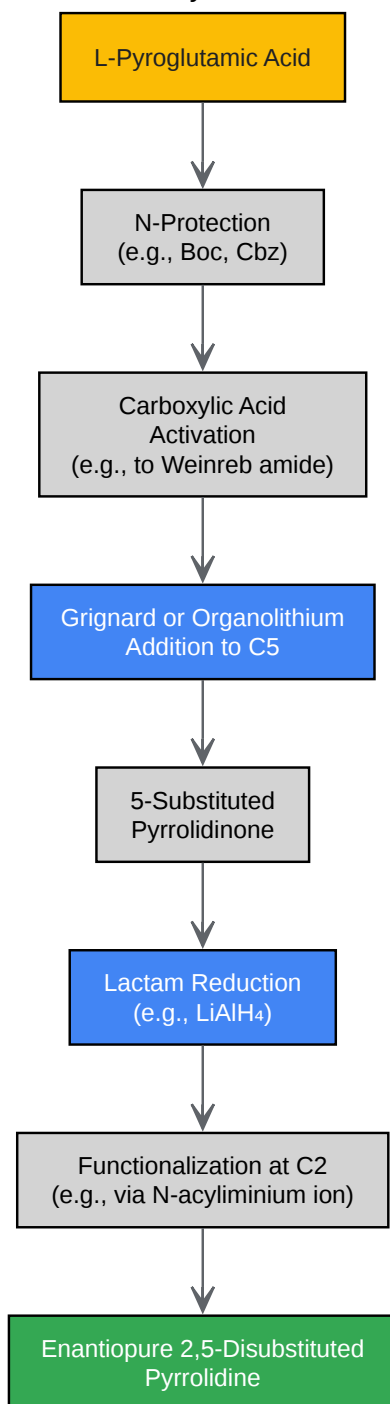 L-Pyroglutamic Acid
N-Protection
(e.g., Boc, Cbz)
Carboxylic Acid
Activation
(e.g., to Weinreb amide)
Grignard or Organolithium
Addition to C5
5-Substituted
Pyrrolidinone
Lactam Reduction
(e.g., LiAlH₄)
Functionalization at C2
(e.g., via N-acyliminium ion)
Enantiopure 2,5-Disubstituted
Pyrrolidine